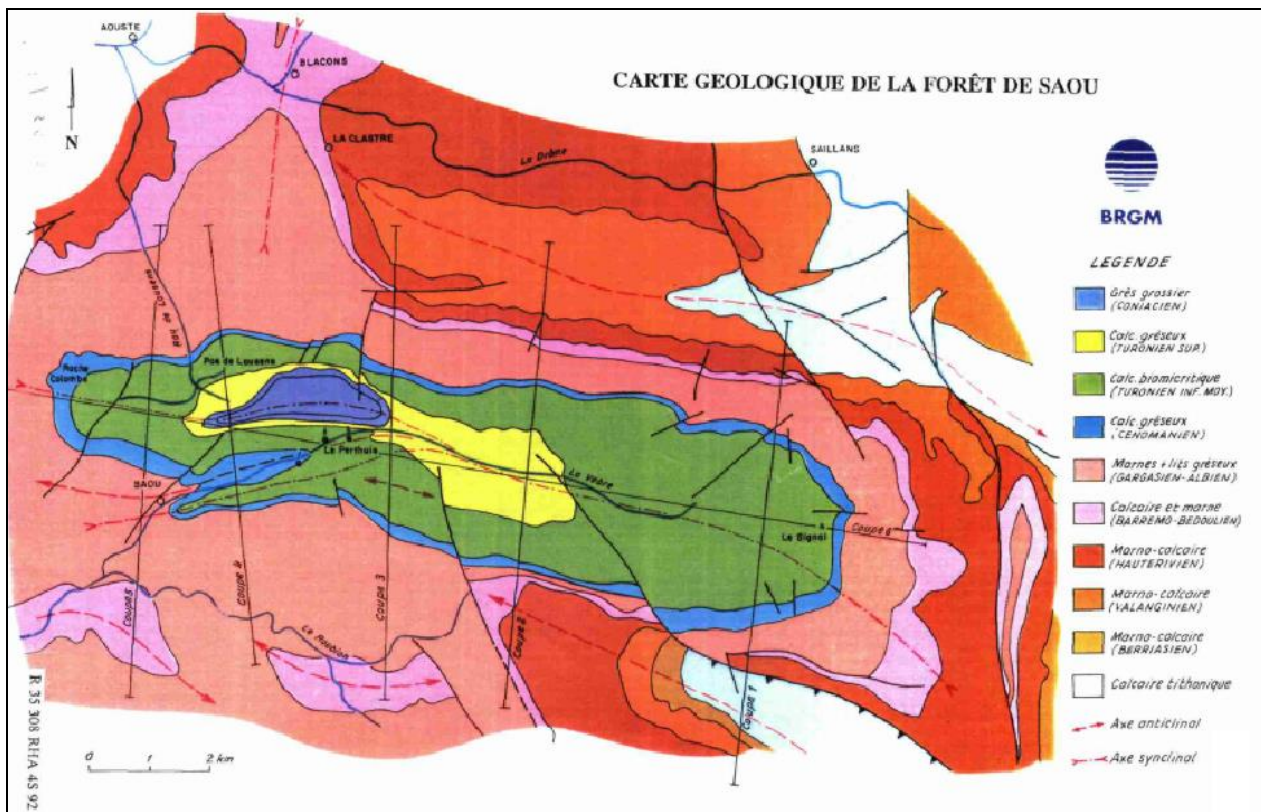 CARTE GEOLOGIQUE DE LA FORÊT DE SAOU
AOUSTE
BLACONS
N
LA CLASTRE
La Drôme
SAILLANS
BRGM
LEGENDE
Grès grossier
(CONIACIEN)
Calc. gréseux
(TURONIEN SUP.)
Calc. biomicritique
(TURONIEN INF. MOY.)
Calc. gréseux
(CENOMANIEN)
Marnes + lits gréseux
(GARGASIEN-ALBIEN)
Calcaire et marne
(BARREMO-BEDOULIEN)
Marno-calcaire
(HAUTERIVIEN)
Marno-calcaire
(VALANGINIEN)
Marno-calcaire
(BERRIASIEN)
Calcaire tithonique
Axe anticlinal
Axe synclinal
Pas de Lauzens
Roche
Colombe
Le Perthuis
SAOU
La Vèbre
Le Signal
Coupe 6
Coupe 3
Coupe 2
Coupe 7
0 1 2 km
R 35 308 RHA 4S 92